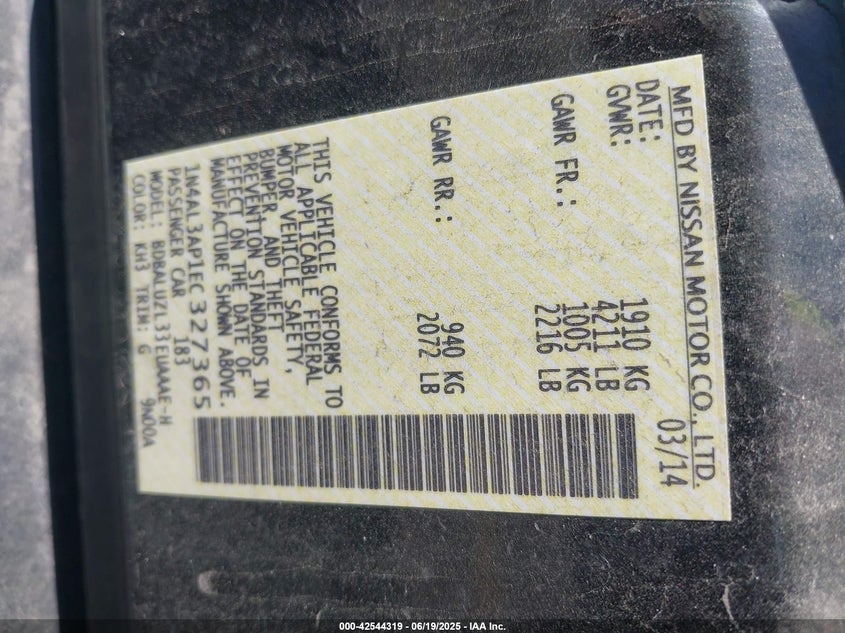 MFD BY NISSAN MOTOR CO., LTD.
DATE: 03/14
GVWR: 1910 KG
4211 LB
GAWR FR.: 1005 KG
2216 LB
GAWR RR.: 940 KG
2072 LB
THIS VEHICLE CONFORMS TO
ALL APPLICABLE FEDERAL
MOTOR VEHICLE SAFETY,
BUMPER, AND THEFT
PREVENTION STANDARDS IN
EFFECT ON THE DATE OF
MANUFACTURE SHOWN ABOVE.
1N4AL3AP1EC327365
PASSENGER CAR 183
MODEL: BDBALUZL33EUAAAE-H
COLOR: KH3 TRIM: G 9N00A
000-42544319 - 06/19/2025 - IAA Inc.